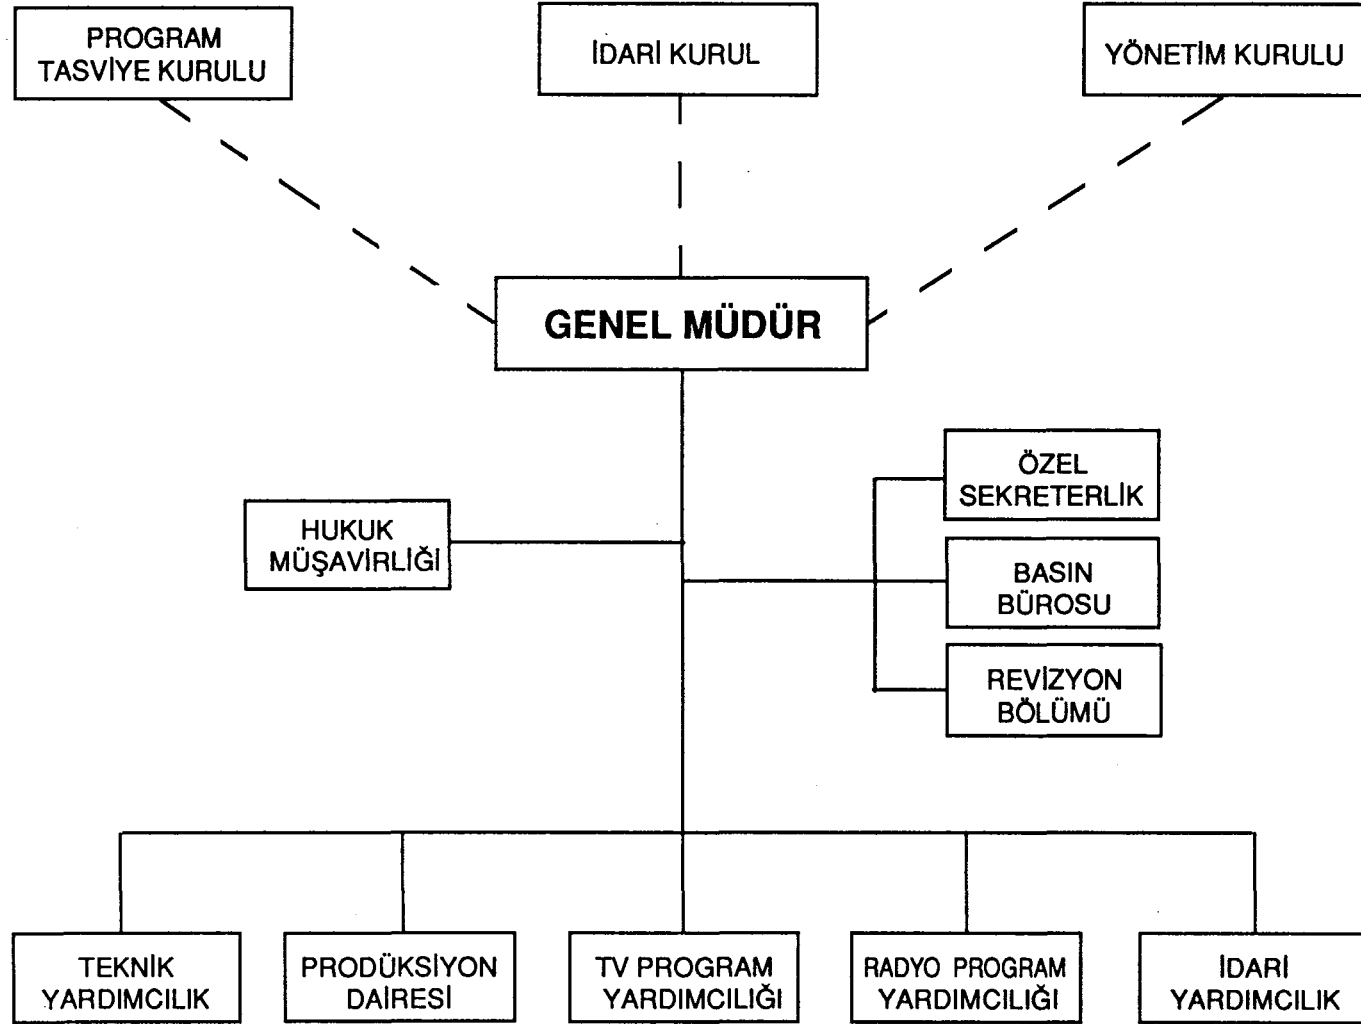 PROGRAM
TASVİYE KURULU
İDARİ KURUL
YÖNETİM KURULU
GENEL MÜDÜR
ÖZEL
SEKRETERLİK
HUKUK
MÜŞAVİRLİĞİ
BASIN
BÜROSU
REVİZYON
BÖLÜMÜ
TEKNİK
YARDIMCILIK
PRODÜKSİYON
DAİRESİ
TV PROGRAM
YARDIMCILIĞI
RADYO PROGRAM
YARDIMCILIĞI
İDARİ
YARDIMCILIK